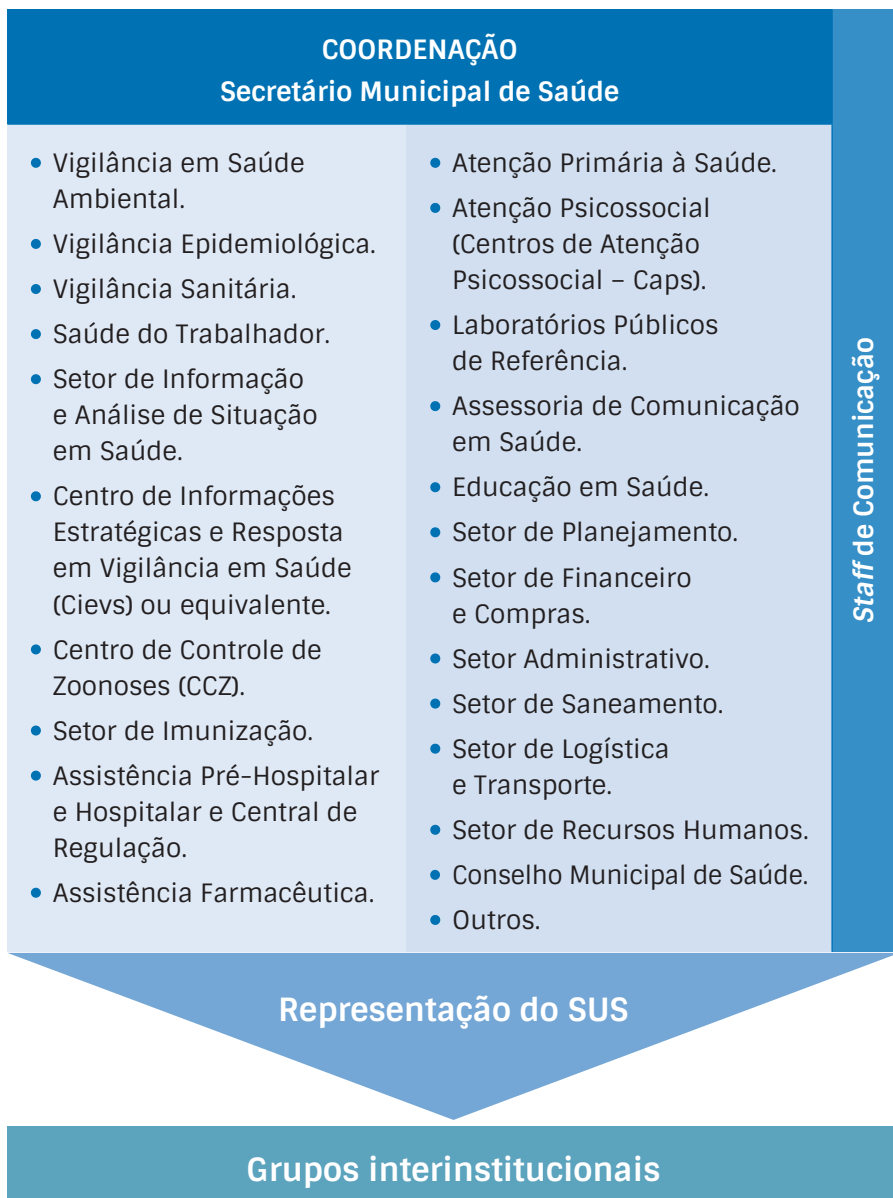 COORDENAÇÃO
Secretário Municipal de Saúde
• Vigilância em Saúde
Ambiental.
• Vigilância Epidemiológica.
• Vigilância Sanitária.
• Saúde do Trabalhador.
• Setor de Informação
e Análise de Situação
em Saúde.
• Centro de Informações
Estratégicas e Resposta
em Vigilância em Saúde
(Cievs) ou equivalente.
• Centro de Controle de
Zoonoses (CCZ).
• Setor de Imunização.
• Assistência Pré-Hospitalar
e Hospitalar e Central de
Regulação.
• Assistência Farmacêutica.
• Atenção Primária à Saúde.
• Atenção Psicossocial
(Centros de Atenção
Psicossocial – Caps).
• Laboratórios Públicos
de Referência.
• Assessoria de Comunicação
em Saúde.
• Educação em Saúde.
• Setor de Planejamento.
• Setor de Financeiro
e Compras.
• Setor Administrativo.
• Setor de Saneamento.
• Setor de Logística
e Transporte.
• Setor de Recursos Humanos.
• Conselho Municipal de Saúde.
• Outros.
Staff de Comunicação
Representação do SUS
Grupos interinstitucionais